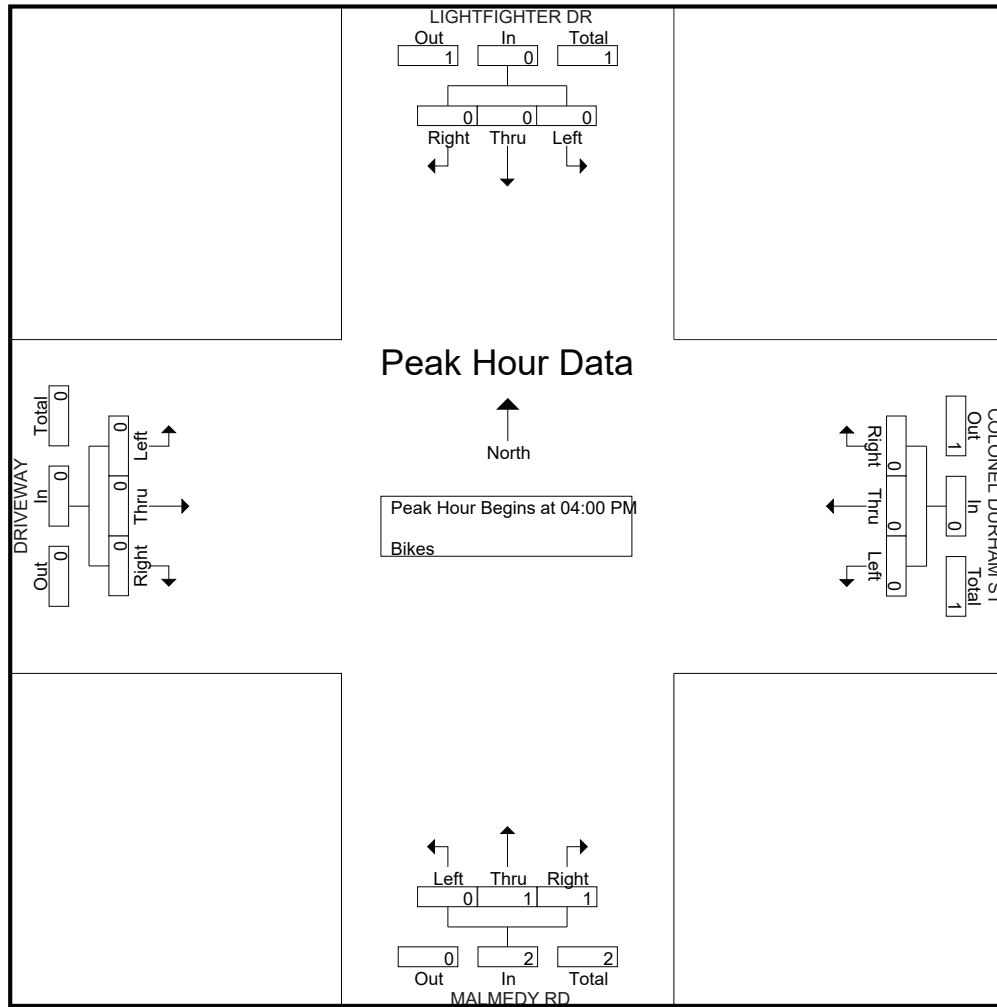 LIGHTFIGHTER DR
Out In Total
1 0 1
0 0 0
Right Thru Left
Peak Hour Data
North
Peak Hour Begins at 04:00 PM
Bikes
DRIVEWAY
Out In Total
0 0 0
Right Thru Left
0 0 0
COLONEL DURHAM ST
Out In Total
1 0 1
Right Thru Left
0 0 0
Left Thru Right
0 1 1
0 2 2
Out In Total
MALMEDY RD